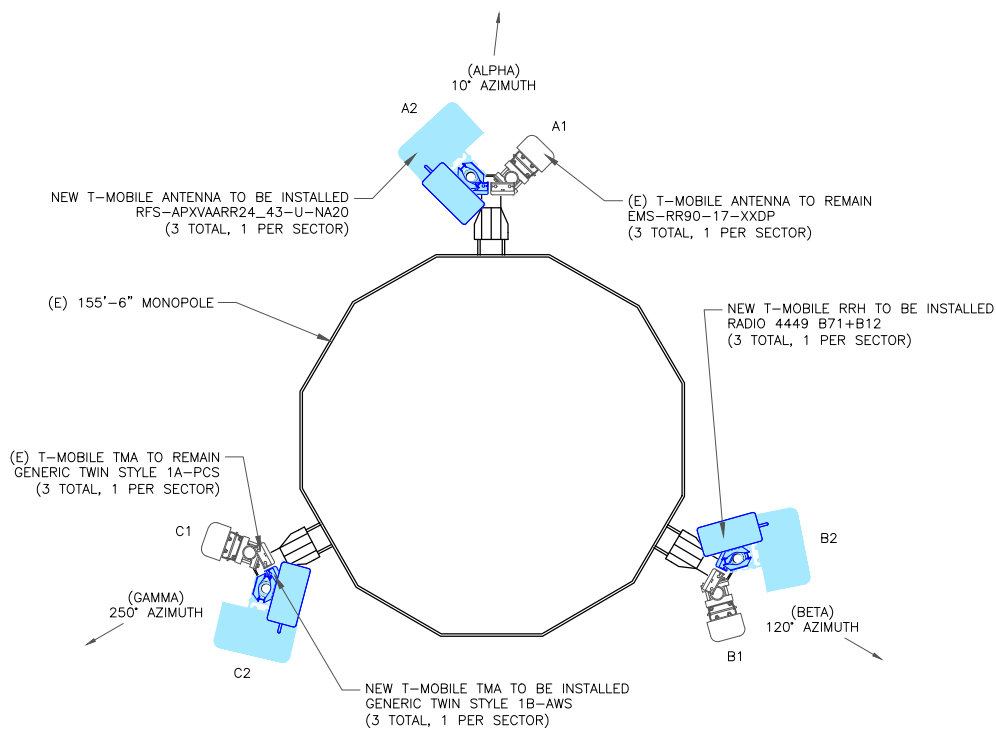 (ALPHA)
10° AZIMUTH
A2
A1
NEW T-MOBILE ANTENNA TO BE INSTALLED
RFS-APXVAARR24_43-U-NA20
(3 TOTAL, 1 PER SECTOR)
(E) T-MOBILE ANTENNA TO REMAIN
EMS-RR90-17-XXDP
(3 TOTAL, 1 PER SECTOR)
(E) 155'-6" MONOPOLE
NEW T-MOBILE RRH TO BE INSTALLED
RADIO 4449 B71+B12
(3 TOTAL, 1 PER SECTOR)
(E) T-MOBILE TMA TO REMAIN
GENERIC TWIN STYLE 1A-PCS
(3 TOTAL, 1 PER SECTOR)
C1
B2
(GAMMA)
250° AZIMUTH
(BETA)
120° AZIMUTH
B1
C2
NEW T-MOBILE TMA TO BE INSTALLED
GENERIC TWIN STYLE 1B-AWS
(3 TOTAL, 1 PER SECTOR)